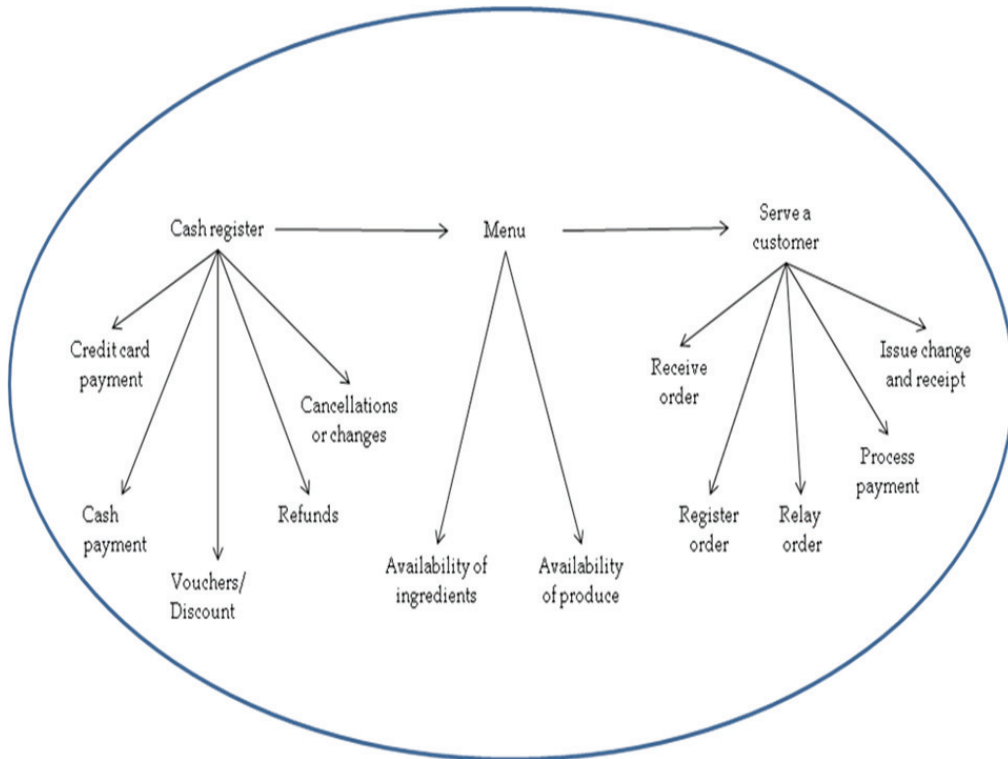 Cash register
Menu
Serve a
customer
Credit card
payment
Cancellations
or changes
Receive
order
Issue change
and receipt
Cash
payment
Vouchers/
Discount
Refunds
Availability of
ingredients
Availability
of produce
Register
order
Relay
order
Process
payment